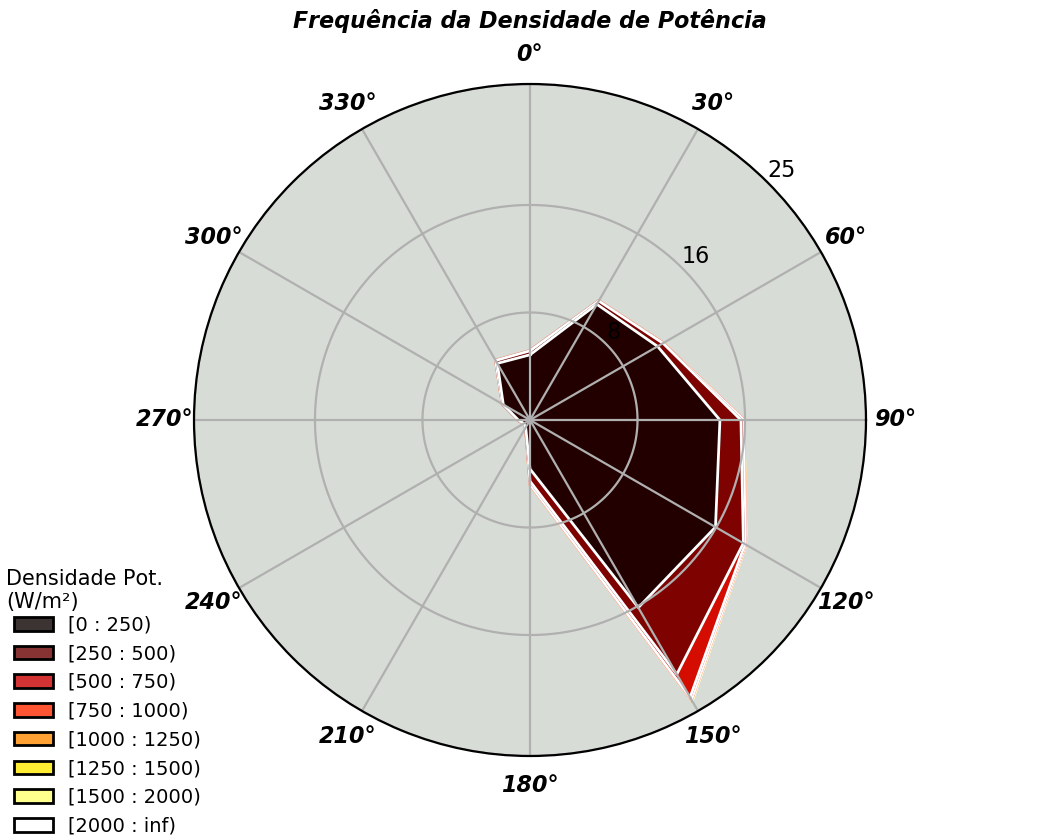 Frequência da Densidade de Potência
0°
330°
30°
25
300°
60°
16
8
270°
90°
Densidade Pot.
(W/m²)
240°
120°
[0 : 250)
[250 : 500)
[500 : 750)
[750 : 1000)
210°
150°
[1000 : 1250)
[1250 : 1500)
180°
[1500 : 2000)
[2000 : inf)